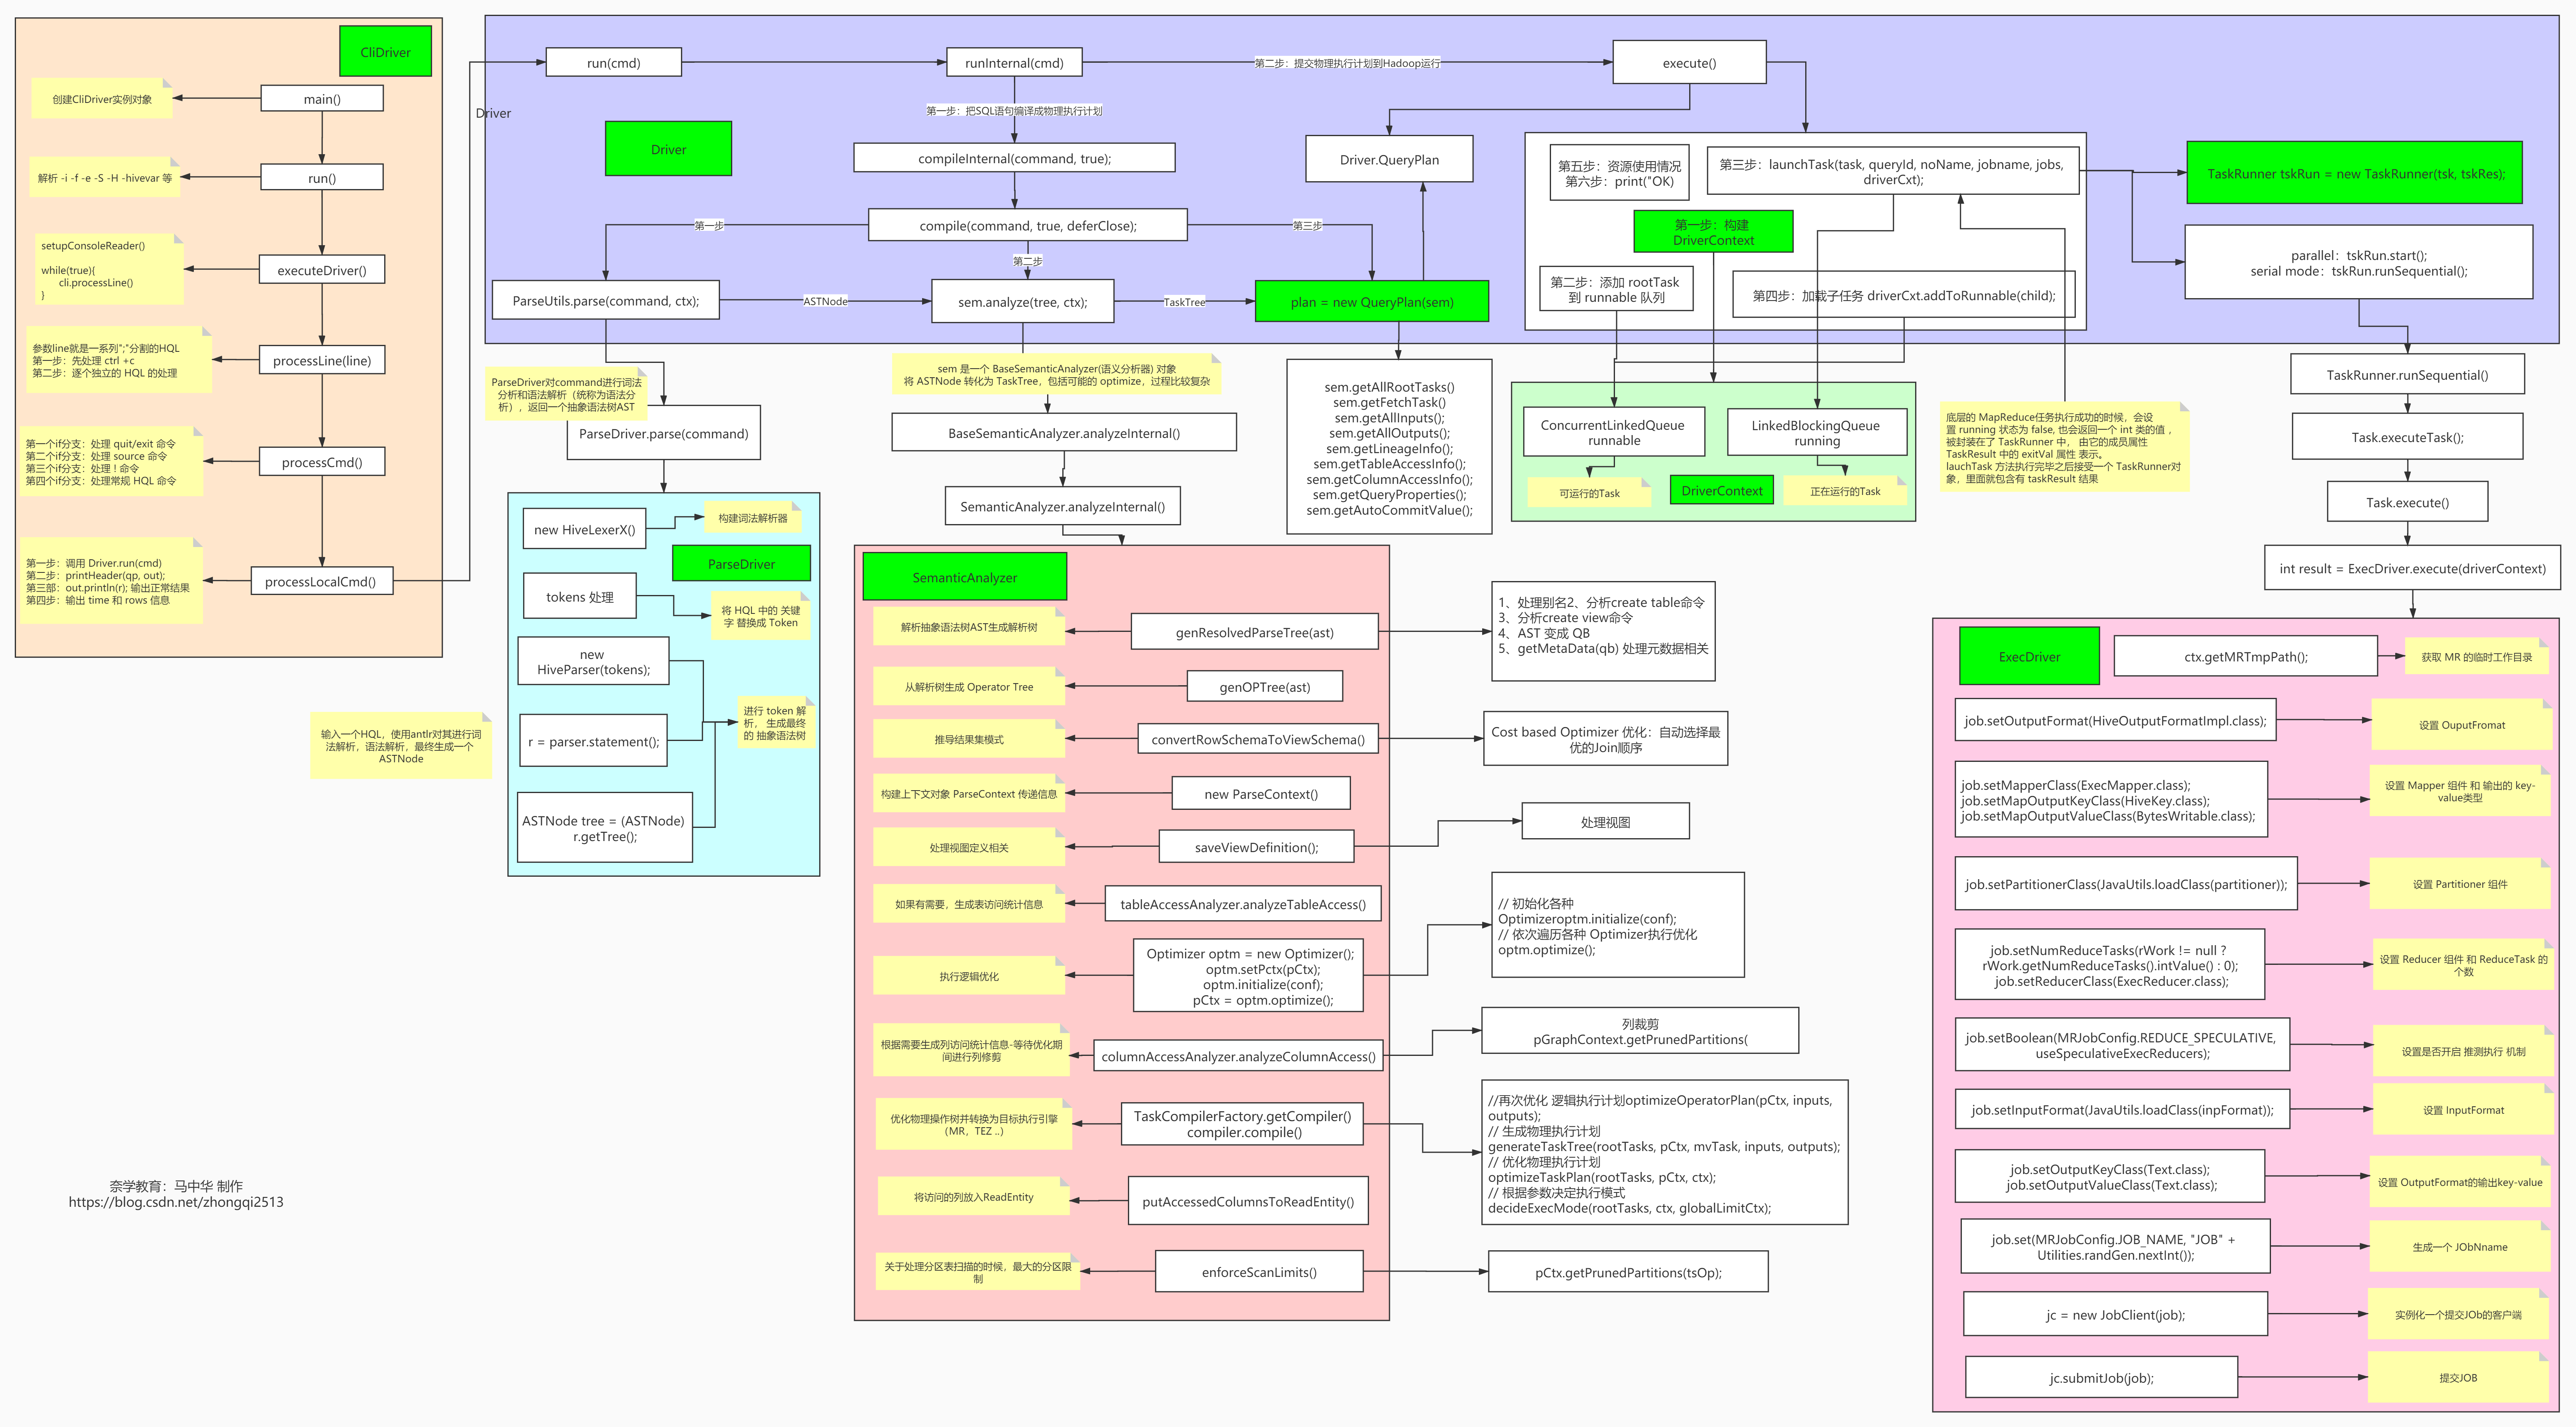 CliDriver
创建CliDriver实例对象
main()
解析 -i -f -e -S -H -hivevar 等
run()
setupConsoleReader()
while(true){
cli.processLine()
}
executeDriver()
参数line就是一系列";"分割的HQL
第一步：先处理 ctrl +c
第二步：逐个独立的 HQL 的处理
processLine(line)
第一个if分支：处理 quit/exit 命令
第二个if分支：处理 source 命令
第三个if分支：处理 ! 命令
第四个if分支：处理常规 HQL 命令
processCmd()
第一步：调用 Driver.run(cmd)
第二步：printHeader(qp, out);
第三部：out.println(r); 输出正常结果
第四步：输出 time 和 rows 信息
processLocalCmd()
Driver
run(cmd)
runInternal(cmd)
第二步：提交物理执行计划到Hadoop运行
execute()
第一步：把SQL语句编译成物理执行计划
Driver
compileInternal(command, true);
Driver.QueryPlan
compile(command, true, deferClose);
第一步
第二步
第三步
ParseUtils.parse(command, ctx);
ASTNode
sem.analyze(tree, ctx);
TaskTree
plan = new QueryPlan(sem)
第五步：资源使用情况
第六步：print("OK)
第三步：launchTask(task, queryId, noName, jobname, jobs,
driverCxt);
第一步：构建
DriverContext
第二步：添加 rootTask
到 runnable 队列
第四步：加载子任务 driverCxt.addToRunnable(child);
TaskRunner tskRun = new TaskRunner(tsk, tskRes);
parallel：tskRun.start();
serial mode：tskRun.runSequential();
ParseDriver对command进行词法
分析和语法解析（统称为语法分
析），返回一个抽象语法树AST
ParseDriver.parse(command)
sem 是一个 BaseSemanticAnalyzer(语义分析器) 对象
将 ASTNode 转化为 TaskTree，包括可能的 optimize，过程比较复杂
BaseSemanticAnalyzer.analyzeInternal()
SemanticAnalyzer.analyzeInternal()
sem.getAllRootTasks()
sem.getFetchTask()
sem.getAllInputs();
sem.getAllOutputs();
sem.getLineageInfo();
sem.getTableAccessInfo();
sem.getColumnAccessInfo();
sem.getQueryProperties();
sem.getAutoCommitValue();
ConcurrentLinkedQueue
runnable
LinkedBlockingQueue
running
可运行的Task
DriverContext
正在运行的Task
底层的 MapReduce任务执行成功的时候，会设
置 running 状态为 false, 也会返回一个 int 类的值，
被封装在了 TaskRunner 中， 由它的成员属性
TaskResult 中的 exitVal 属性 表示。
lauchTask 方法执行完毕之后接受一个 TaskRunner对
象，里面就包含有 taskResult 结果
TaskRunner.runSequential()
Task.executeTask();
Task.execute()
int result = ExecDriver.execute(driverContext)
new HiveLexerX()
构建词法解析器
ParseDriver
tokens 处理
将 HQL 中的 关键
字 替换成 Token
new
HiveParser(tokens);
r = parser.statement();
进行 token 解
析， 生成最终
的 抽象语法树
ASTNode tree = (ASTNode)
r.getTree();
输入一个HQL，使用antlr对其进行词
法解析，语法解析，最终生成一个
ASTNode
SemanticAnalyzer
解析抽象语法树AST生成解析树
genResolvedParseTree(ast)
1、处理别名2、分析create table命令
3、分析create view命令
4、AST 变成 QB
5、getMetaData(qb) 处理元数据相关
从解析树生成 Operator Tree
genOPTree(ast)
推导结果集模式
convertRowSchemaToViewSchema()
Cost based Optimizer 优化：自动选择最
优的Join顺序
构建上下文对象 ParseContext 传递信息
new ParseContext()
处理视图定义相关
saveViewDefinition();
处理视图
如果有需要，生成表访问统计信息
tableAccessAnalyzer.analyzeTableAccess()
执行逻辑优化
Optimizer optm = new Optimizer();
optm.setPctx(pCtx);
optm.initialize(conf);
pCtx = optm.optimize();
// 初始化各种
Optimizeroptm.initialize(conf);
// 依次遍历各种 Optimizer执行优化
optm.optimize();
根据需要生成列访问统计信息-等待优化期
间进行列修剪
columnAccessAnalyzer.analyzeColumnAccess()
列裁剪
pGraphContext.getPrunedPartitions(
优化物理操作树并转换为目标执行引擎
（MR，TEZ ..）
TaskCompilerFactory.getCompiler()
compiler.compile()
//再次优化 逻辑执行计划optimizeOperatorPlan(pCtx, inputs,
outputs);
// 生成物理执行计划
generateTaskTree(rootTasks, pCtx, mvTask, inputs, outputs);
// 优化物理执行计划
optimizeTaskPlan(rootTasks, pCtx, ctx);
// 根据参数决定执行模式
decideExecMode(rootTasks, ctx, globalLimitCtx);
将访问的列放入ReadEntity
putAccessedColumnsToReadEntity()
关于处理分区表扫描的时候，最大的分区限
制
enforceScanLimits()
pCtx.getPrunedPartitions(tsOp);
ExecDriver
ctx.getMRTmpPath();
获取 MR 的临时工作目录
job.setOutputFormat(HiveOutputFormatImpl.class);
设置 OuputFromat
job.setMapperClass(ExecMapper.class);
job.setMapOutputKeyClass(HiveKey.class);
job.setMapOutputValueClass(BytesWritable.class);
设置 Mapper 组件 和 输出的 key-
value类型
job.setPartitionerClass(JavaUtils.loadClass(partitioner));
设置 Partitioner 组件
job.setNumReduceTasks(rWork != null ?
rWork.getNumReduceTasks().intValue() : 0);
job.setReducerClass(ExecReducer.class);
设置 Reducer 组件 和 ReduceTask 的
个数
job.setBoolean(MRJobConfig.REDUCE_SPECULATIVE,
useSpeculativeExecReducers);
设置是否开启 推测执行 机制
job.setInputFormat(JavaUtils.loadClass(inpFormat));
设置 InputFormat
job.setOutputKeyClass(Text.class);
job.setOutputValueClass(Text.class);
设置 OutputFormat的输出key-value
job.set(MRJobConfig.JOB_NAME, "JOB" +
Utilities.randGen.nextInt());
生成一个 JObNname
jc = new JobClient(job);
实例化一个提交JOb的客户端
jc.submitJob(job);
提交JOB
奈学教育：马中华 制作
https://blog.csdn.net/zhongqi2513